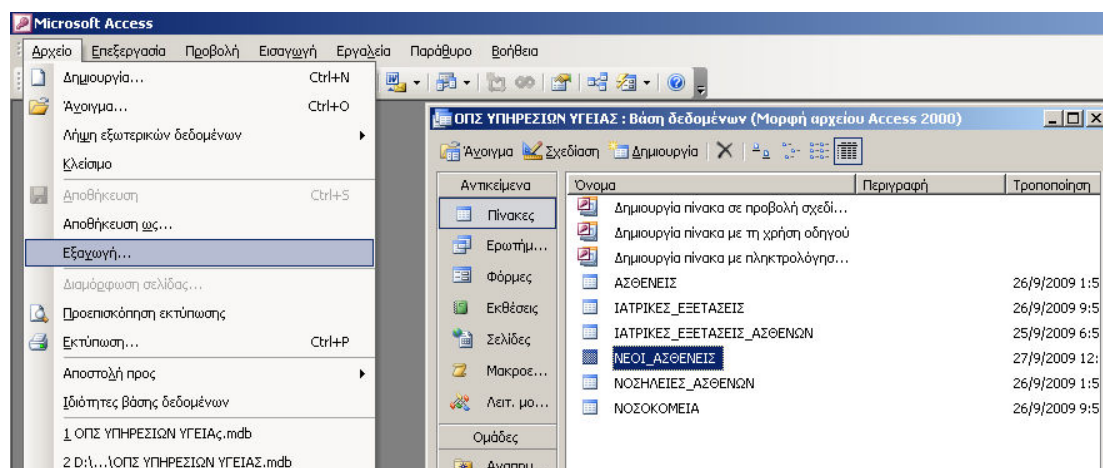 Microsoft Access
Αρχείο Επεξεργασία Προβολή Εισαγωγή Εργαλεία Παράθυρο Βοήθεια
Δημιουργία... Ctrl+N
Άνοιγμα... Ctrl+O
Λήψη εξωτερικών δεδομένων
Κλείσιμο
Αποθήκευση Ctrl+S
Αποθήκευση ως...
Εξαγωγή...
Διαμόρφωση σελίδας...
Προεπισκόπηση εκτύπωσης
Εκτύπωση... Ctrl+P
Αποστολή προς
Ιδιότητες βάσης δεδομένων
1 ΟΠΣ ΥΠΗΡΕΣΙΩΝ ΥΓΕΙΑς.mdb
2 D:\...\ΟΠΣ ΥΠΗΡΕΣΙΩΝ ΥΓΕΙΑΣ.mdb
ΟΠΣ ΥΠΗΡΕΣΙΩΝ ΥΓΕΙΑΣ : Βάση δεδομένων (Μορφή αρχείου Access 2000)
Άνοιγμα Σχεδίαση Δημιουργία
Αντικείμενα
Πίνακες
Ερωτήμ...
Φόρμες
Εκθέσεις
Σελίδες
Μακροε...
Λειτ. μο...
Ομάδες
Όνομα Περιγραφή Τροποποίηση
Δημιουργία πίνακα σε προβολή σχεδί...
Δημιουργία πίνακα με τη χρήση οδηγού
Δημιουργία πίνακα με πληκτρολόγησ...
ΑΣΘΕΝΕΙΣ 26/9/2009 1:5
ΙΑΤΡΙΚΕΣ_ΕΞΕΤΑΣΕΙΣ 26/9/2009 9:5
ΙΑΤΡΙΚΕΣ_ΕΞΕΤΑΣΕΙΣ_ΑΣΘΕΝΩΝ 25/9/2009 6:5
ΝΕΟΙ_ΑΣΘΕΝΕΙΣ 27/9/2009 12:
ΝΟΣΗΛΕΙΕΣ_ΑΣΘΕΝΩΝ 26/9/2009 1:5
ΝΟΣΟΚΟΜΕΙΑ 26/9/2009 9:5